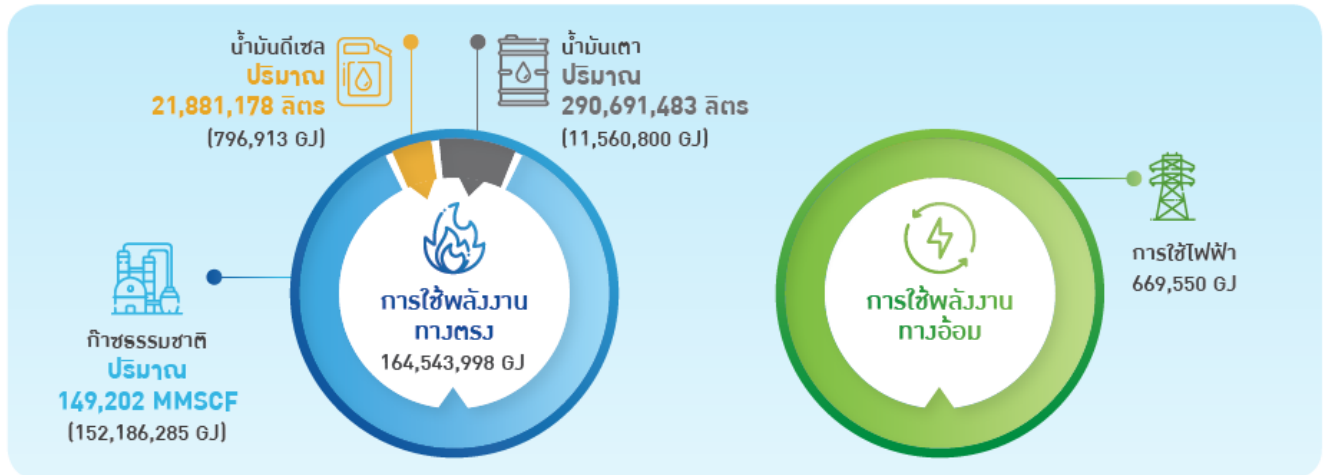 น้ำมันดีเซล
ปริมาณ
21,881,178 ลิตร
(796,913 GJ)
น้ำมันเตา
ปริมาณ
290,691,483 ลิตร
(11,560,800 GJ)
ก๊าซธรรมชาติ
ปริมาณ
149,202 MMSCF
(152,186,285 GJ)
การใช้พลังงาน
ทางตรง
164,543,998 GJ
การใช้พลังงาน
ทางอ้อม
การใช้ไฟฟ้า
669,550 GJ